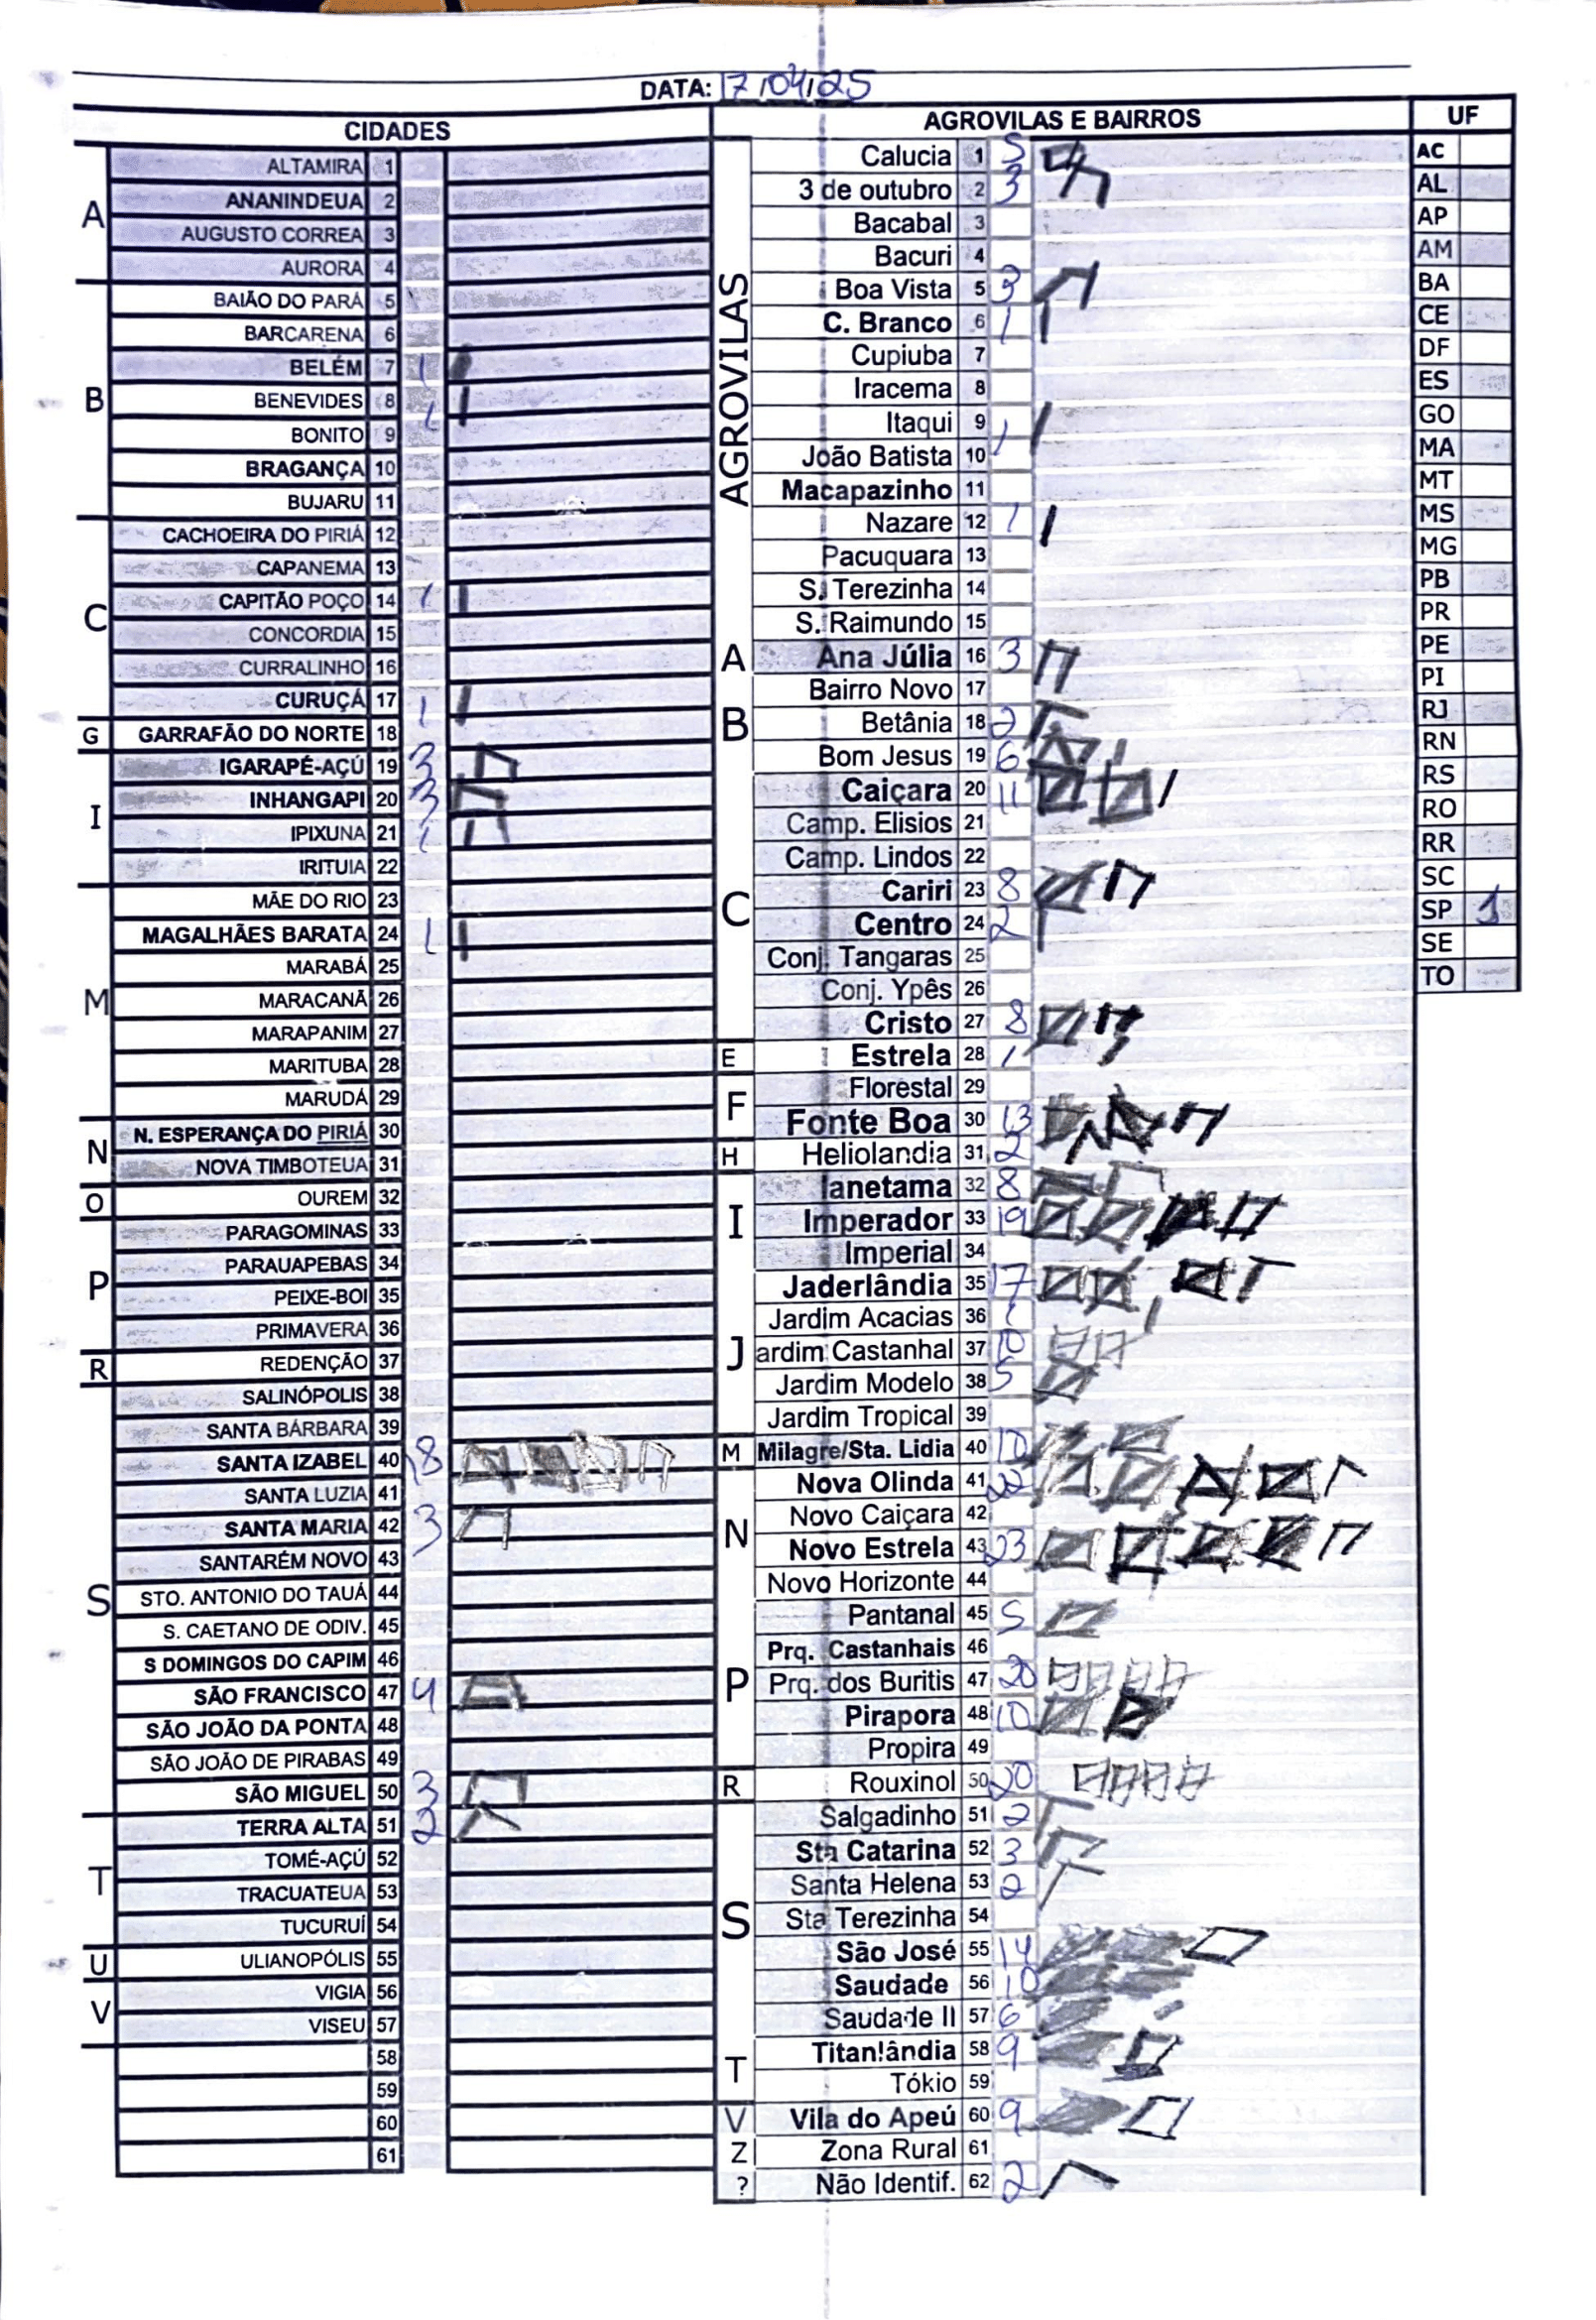 DATA: 17/04/25
CIDADES
A
ALTAMIRA 1
ANANINDEUA 2
AUGUSTO CORREA 3
AURORA 4
B
BAIÃO DO PARÁ 5
BARCARENA 6
BELÉM 7 1
BENEVIDES 8 1
BONITO 9
BRAGANÇA 10
BUJARU 11
C
CACHOEIRA DO PIRIÁ 12
CAPANEMA 13
CAPITÃO POÇO 14 1
CONCORDIA 15
CURRALINHO 16
CURUÇÁ 17 1
G
GARRAFÃO DO NORTE 18
I
IGARAPÉ-AÇÚ 19 3
INHANGAPI 20 3
IPIXUNA 21 1
IRITUIA 22
M
MÃE DO RIO 23
MAGALHÃES BARATA 24 1
MARABÁ 25
MARACANÃ 26
MARAPANIM 27
MARITUBA 28
MARUDÁ 29
N
N. ESPERANÇA DO PIRIÁ 30
NOVA TIMBOTEUA 31
O
OUREM 32
P
PARAGOMINAS 33
PARAUAPEBAS 34
PEIXE-BOI 35
PRIMAVERA 36
R
REDENÇÃO 37
S
SALINÓPOLIS 38
SANTA BÁRBARA 39
SANTA IZABEL 40 18
SANTA LUZIA 41
SANTA MARIA 42 3
SANTARÉM NOVO 43
STO. ANTONIO DO TAUÁ 44
S. CAETANO DE ODIV. 45
S DOMINGOS DO CAPIM 46
SÃO FRANCISCO 47 4
SÃO JOÃO DA PONTA 48
SÃO JOÃO DE PIRABAS 49
SÃO MIGUEL 50 3
T
TERRA ALTA 51 2
TOMÉ-AÇÚ 52
TRACUATEUA 53
TUCURUÍ 54
U
ULIANOPÓLIS 55
V
VIGIA 56
VISEU 57
58
59
60
61
AGROVILAS E BAIRROS
AGROVILAS
Calucia 1 5
3 de outubro 2 3
Bacabal 3
Bacuri 4
Boa Vista 5 3
C. Branco 6 1
Cupiuba 7
Iracema 8
Itaqui 9 1
João Batista 10
Macapazinho 11
Nazare 12 1
Pacuquara 13
S. Terezinha 14
S. Raimundo 15
A
Ana Júlia 16 3
B
Bairro Novo 17
Betânia 18 2
Bom Jesus 19 6
C
Caiçara 20 11
Camp. Elisios 21
Camp. Lindos 22
Cariri 23 8
Centro 24 2
Conj. Tangaras 25
Conj. Ypês 26
Cristo 27 8
E
Estrela 28 1
F
Florestal 29
Fonte Boa 30 13
H
Heliolandia 31 2
I
Ianetama 32 8
Imperador 33 19
Imperial 34
J
Jaderlândia 35 17
Jardim Acacias 36 1
ardim Castanhal 37 10
Jardim Modelo 38 5
Jardim Tropical 39
M
Milagre/Sta. Lidia 40 10
N
Nova Olinda 41 22
Novo Caiçara 42
Novo Estrela 43 23
Novo Horizonte 44
P
Pantanal 45 5
Prq. Castanhais 46
Prq. dos Buritis 47 20
Pirapora 48 10
Propira 49
R
Rouxinol 50 20
S
Salgadinho 51 2
Sta Catarina 52 3
Santa Helena 53 2
Sta Terezinha 54
São José 55 14
Saudade 56 10
Saudade II 57 6
T
Titanlândia 58 9
Tókio 59
V
Vila do Apeú 60 9
Z
Zona Rural 61
?
Não Identif. 62 2
UF
AC
AL
AP
AM
BA
CE
DF
ES
GO
MA
MT
MS
MG
PB
PR
PE
PI
RJ
RN
RS
RO
RR
SC
SP 1
SE
TO